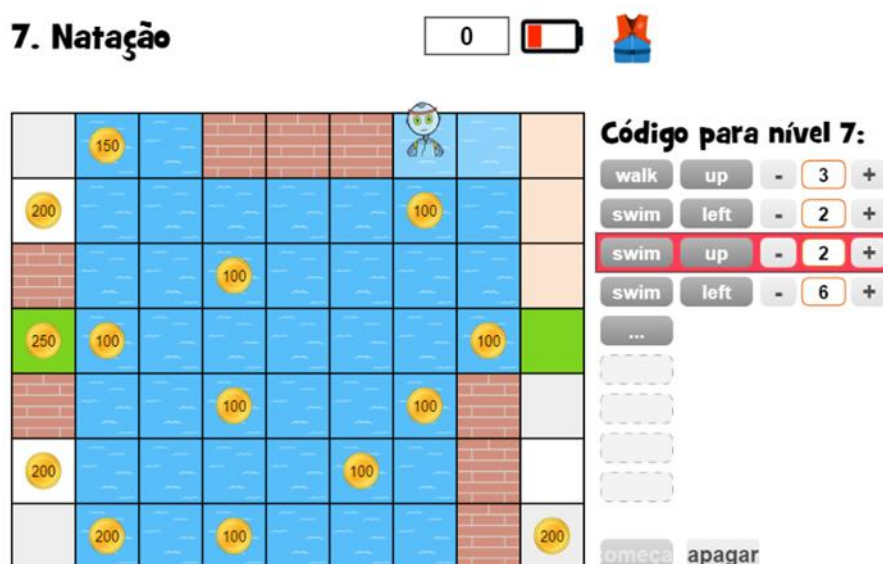 7. Natação
0
Código para nível 7:
150
walk up - 3 +
200
100
swim left - 2 +
100
swim up - 2 +
swim left - 6 +
250
100
100
...
100
100
200
100
200
100
200
começa apagar